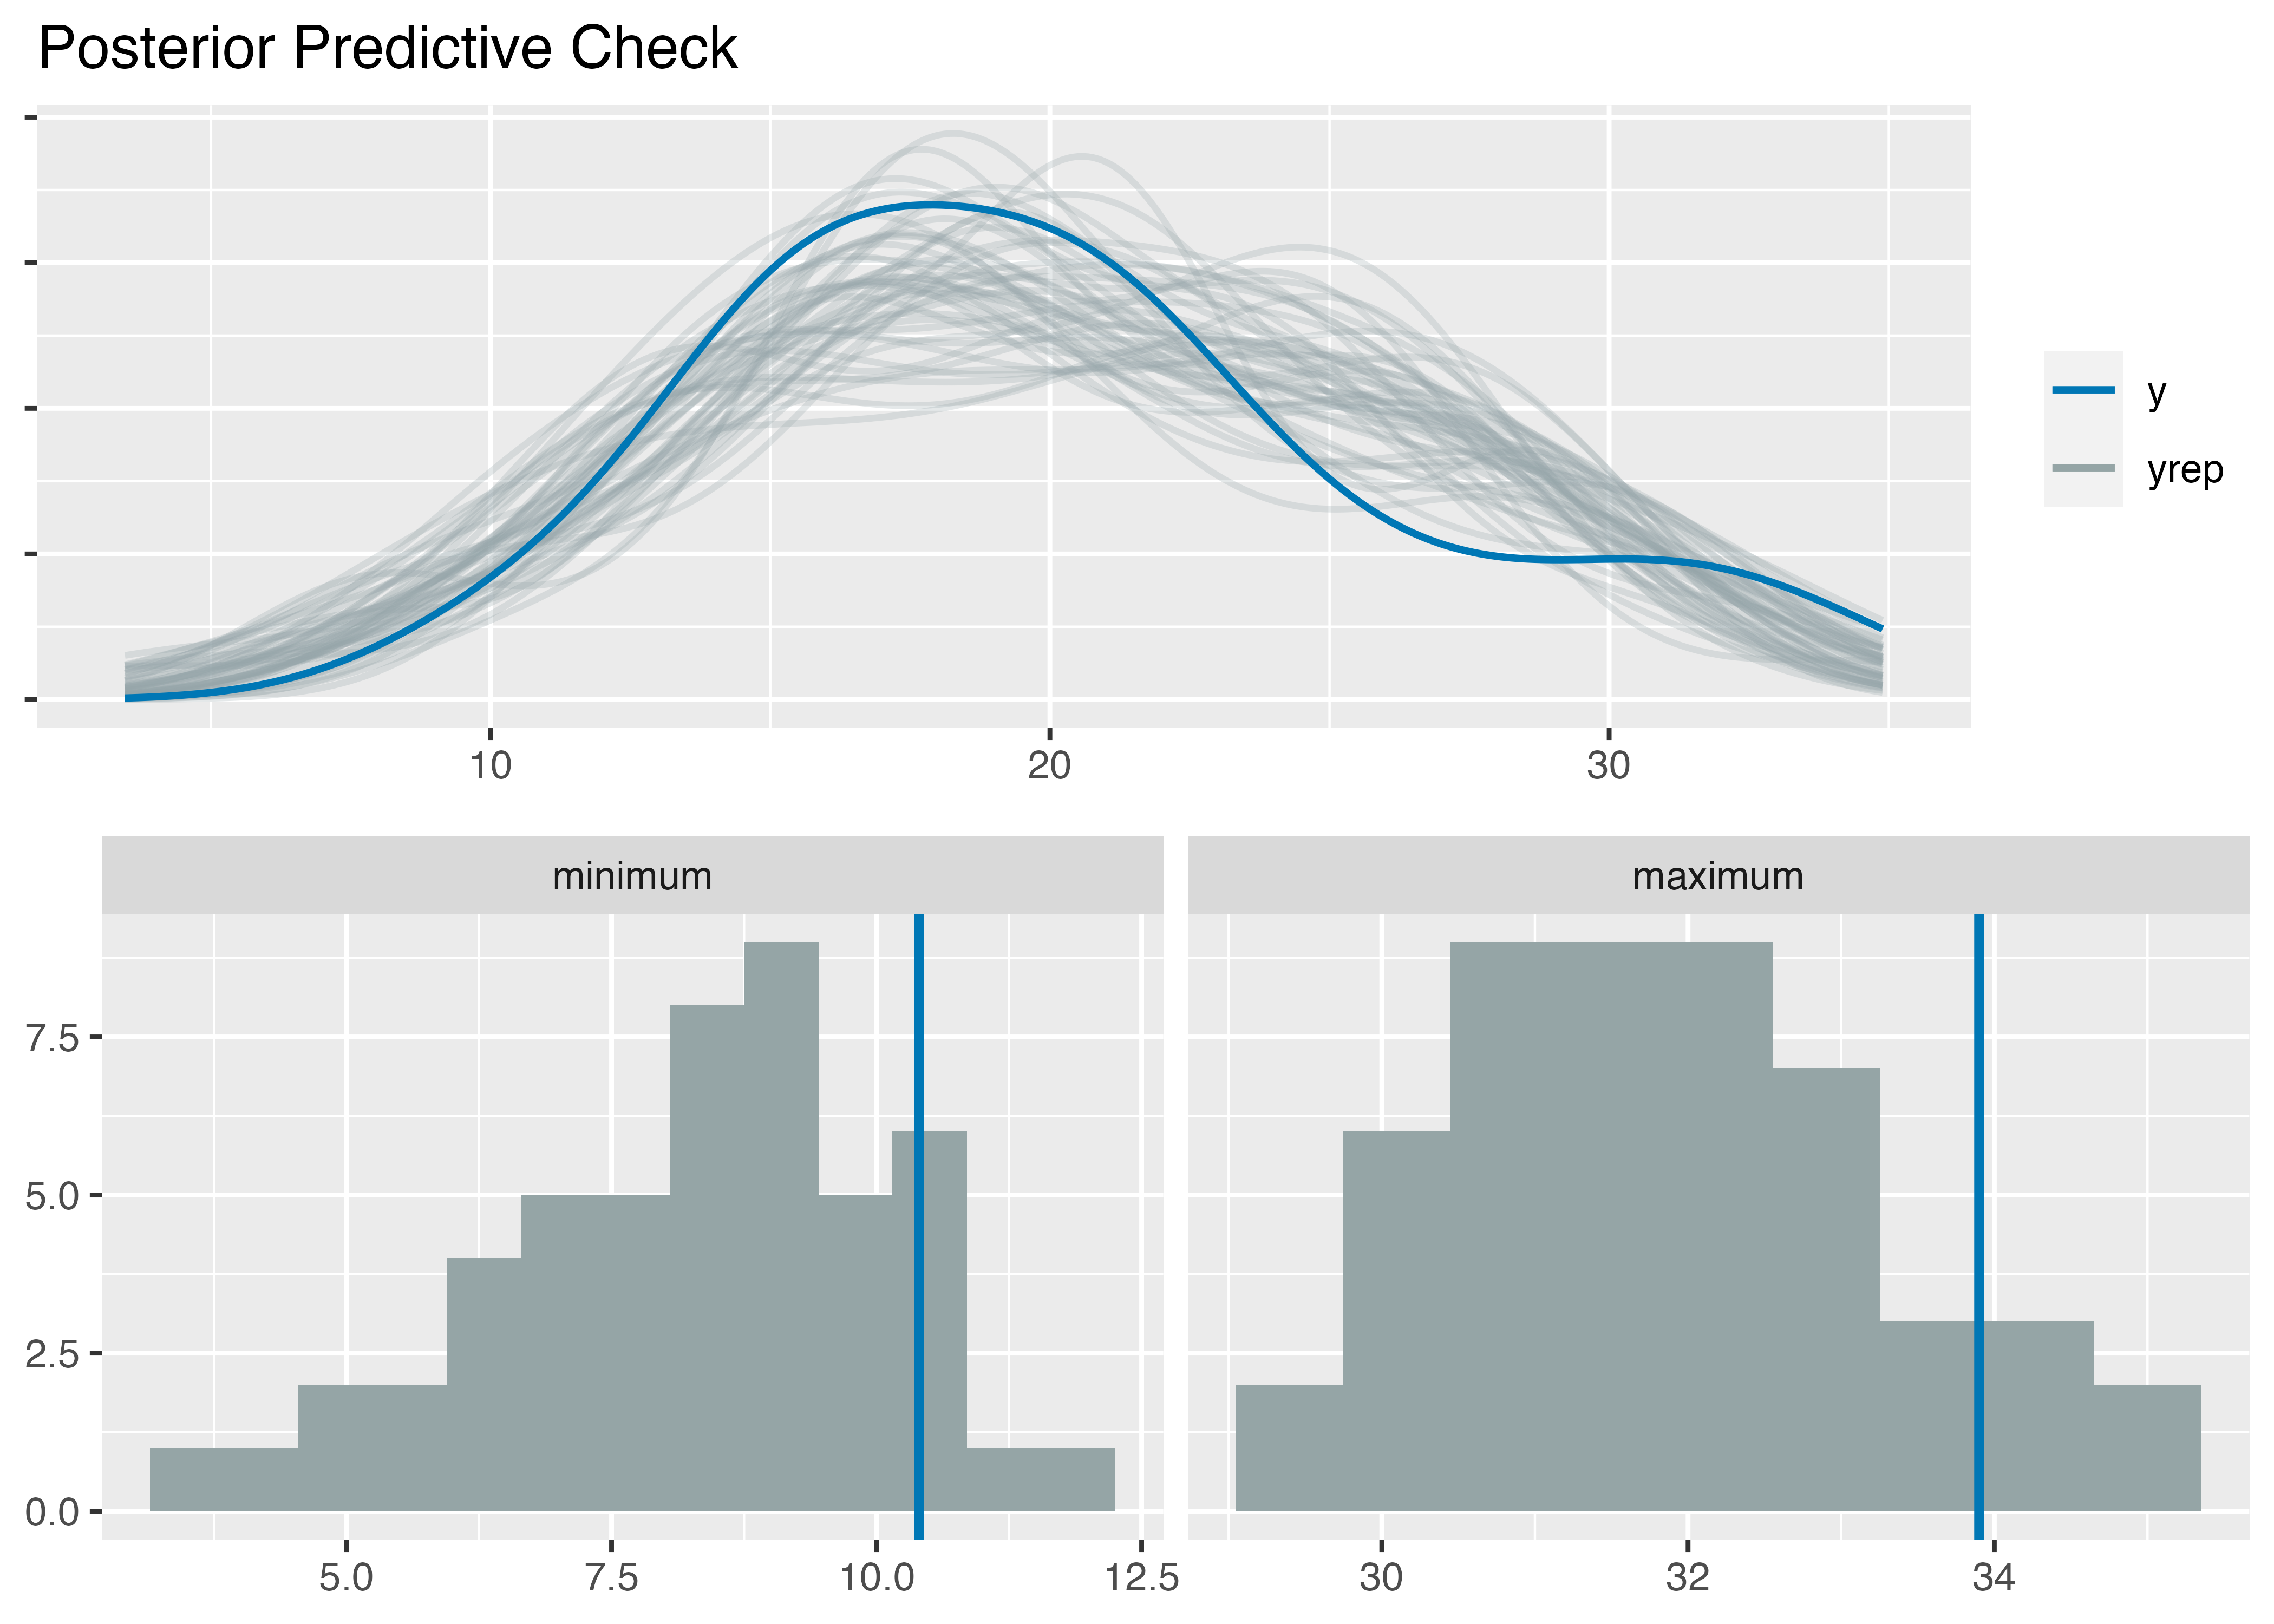 Posterior Predictive Check
y
yrep
10 20 30
minimum maximum
7.5
5.0
2.5
0.0
5.0 7.5 10.0 12.5 30 32 34